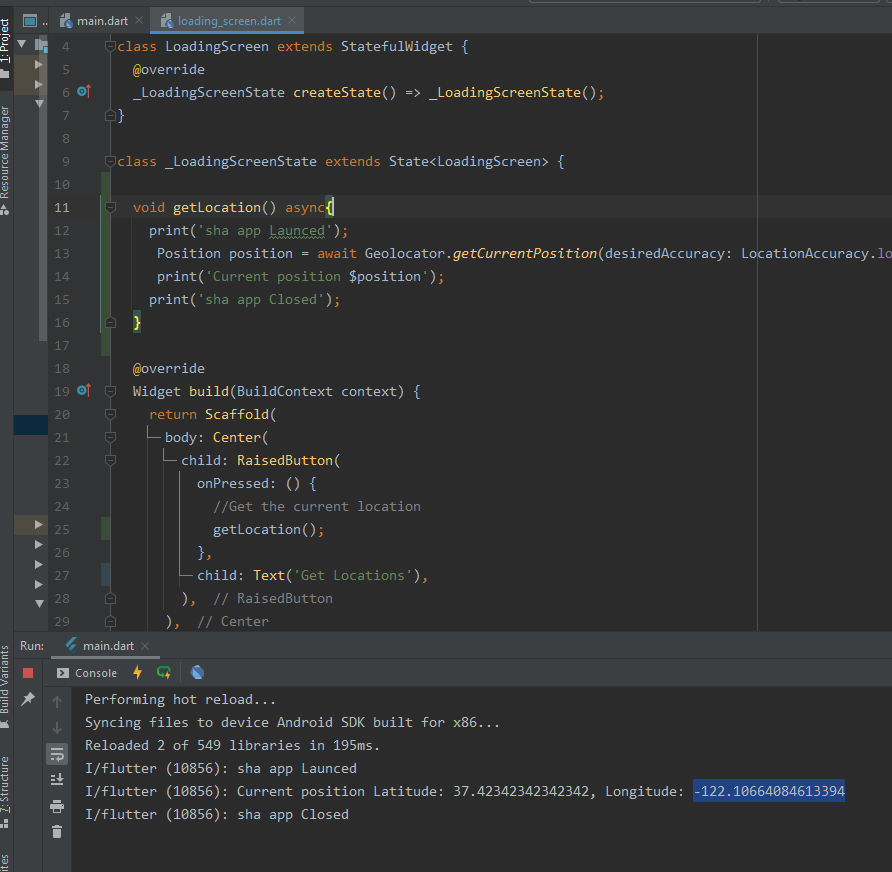 main.dart
loading_screen.dart
1: Project
Resource Manager
4 class LoadingScreen extends StatefulWidget {
5 @override
6 _LoadingScreenState createState() => _LoadingScreenState();
7 }
8
9 class _LoadingScreenState extends State<LoadingScreen> {
10
11 void getLocation() async{
12 print('sha app Launced');
13 Position position = await Geolocator.getCurrentPosition(desiredAccuracy: LocationAccuracy.lo
14 print('Current position $position');
15 print('sha app Closed');
16 }
17
18 @override
19 Widget build(BuildContext context) {
20 return Scaffold(
21 body: Center(
22 child: RaisedButton(
23 onPressed: () {
24 //Get the current location
25 getLocation();
26 },
27 child: Text('Get Locations'),
28 ), // RaisedButton
29 ), // Center
Run: main.dart
Console
Build Variants
7: Structure
ites
Performing hot reload...
Syncing files to device Android SDK built for x86...
Reloaded 2 of 549 libraries in 195ms.
I/flutter (10856): sha app Launced
I/flutter (10856): Current position Latitude: 37.42342342342342, Longitude: -122.10664084613394
I/flutter (10856): sha app Closed